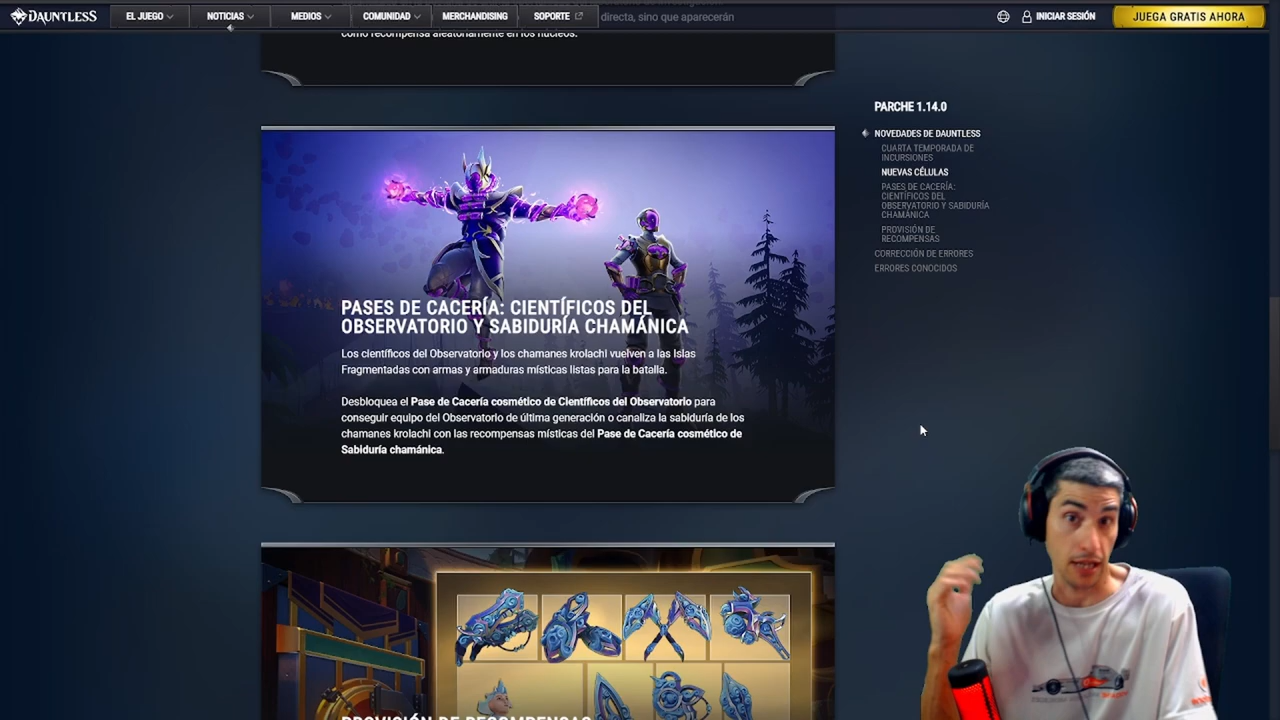 DAUNTLESS
EL JUEGO
NOTICIAS
MEDIOS
COMUNIDAD
MERCHANDISING
SOPORTE
INICIAR SESIÓN
JUEGA GRATIS AHORA
directa, sino que aparecerán
como recompensa aleatoriamente en los núcleos.
PASES DE CACERÍA: CIENTÍFICOS DEL
OBSERVATORIO Y SABIDURÍA CHAMÁNICA
Los científicos del Observatorio y los chamanes krolachi vuelven a las Islas
Fragmentadas con armas y armaduras místicas listas para la batalla.
Desbloquea el Pase de Cacería cosmético de Científicos del Observatorio para
conseguir equipo del Observatorio de última generación o canaliza la sabiduría de los
chamanes krolachi con las recompensas místicas del Pase de Cacería cosmético de
Sabiduría chamánica.
PROVISIÓN DE RECOMPENSAS
PARCHE 1.14.0
NOVEDADES DE DAUNTLESS
CUARTA TEMPORADA DE
INCURSIONES
NUEVAS CÉLULAS
PASES DE CACERÍA:
CIENTÍFICOS DEL
OBSERVATORIO Y SABIDURÍA
CHAMÁNICA
PROVISIÓN DE
RECOMPENSAS
CORRECCIÓN DE ERRORES
ERRORES CONOCIDOS